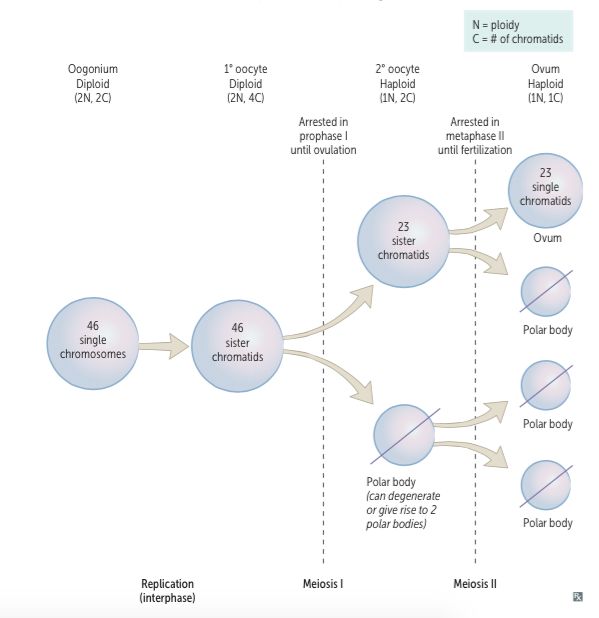 N = ploidy
C = # of chromatids
Oogonium
Diploid
(2N, 2C)
1° oocyte
Diploid
(2N, 4C)
2° oocyte
Haploid
(1N, 2C)
Ovum
Haploid
(1N, 1C)
Arrested in
prophase I
until ovulation
Arrested in
metaphase II
until fertilization
23
single
chromatids
Ovum
23
sister
chromatids
Polar body
46
single
chromosomes
46
sister
chromatids
Polar body
Polar body
(can degenerate
or give rise to 2
polar bodies)
Polar body
Replication
(interphase)
Meiosis I
Meiosis II
Rx